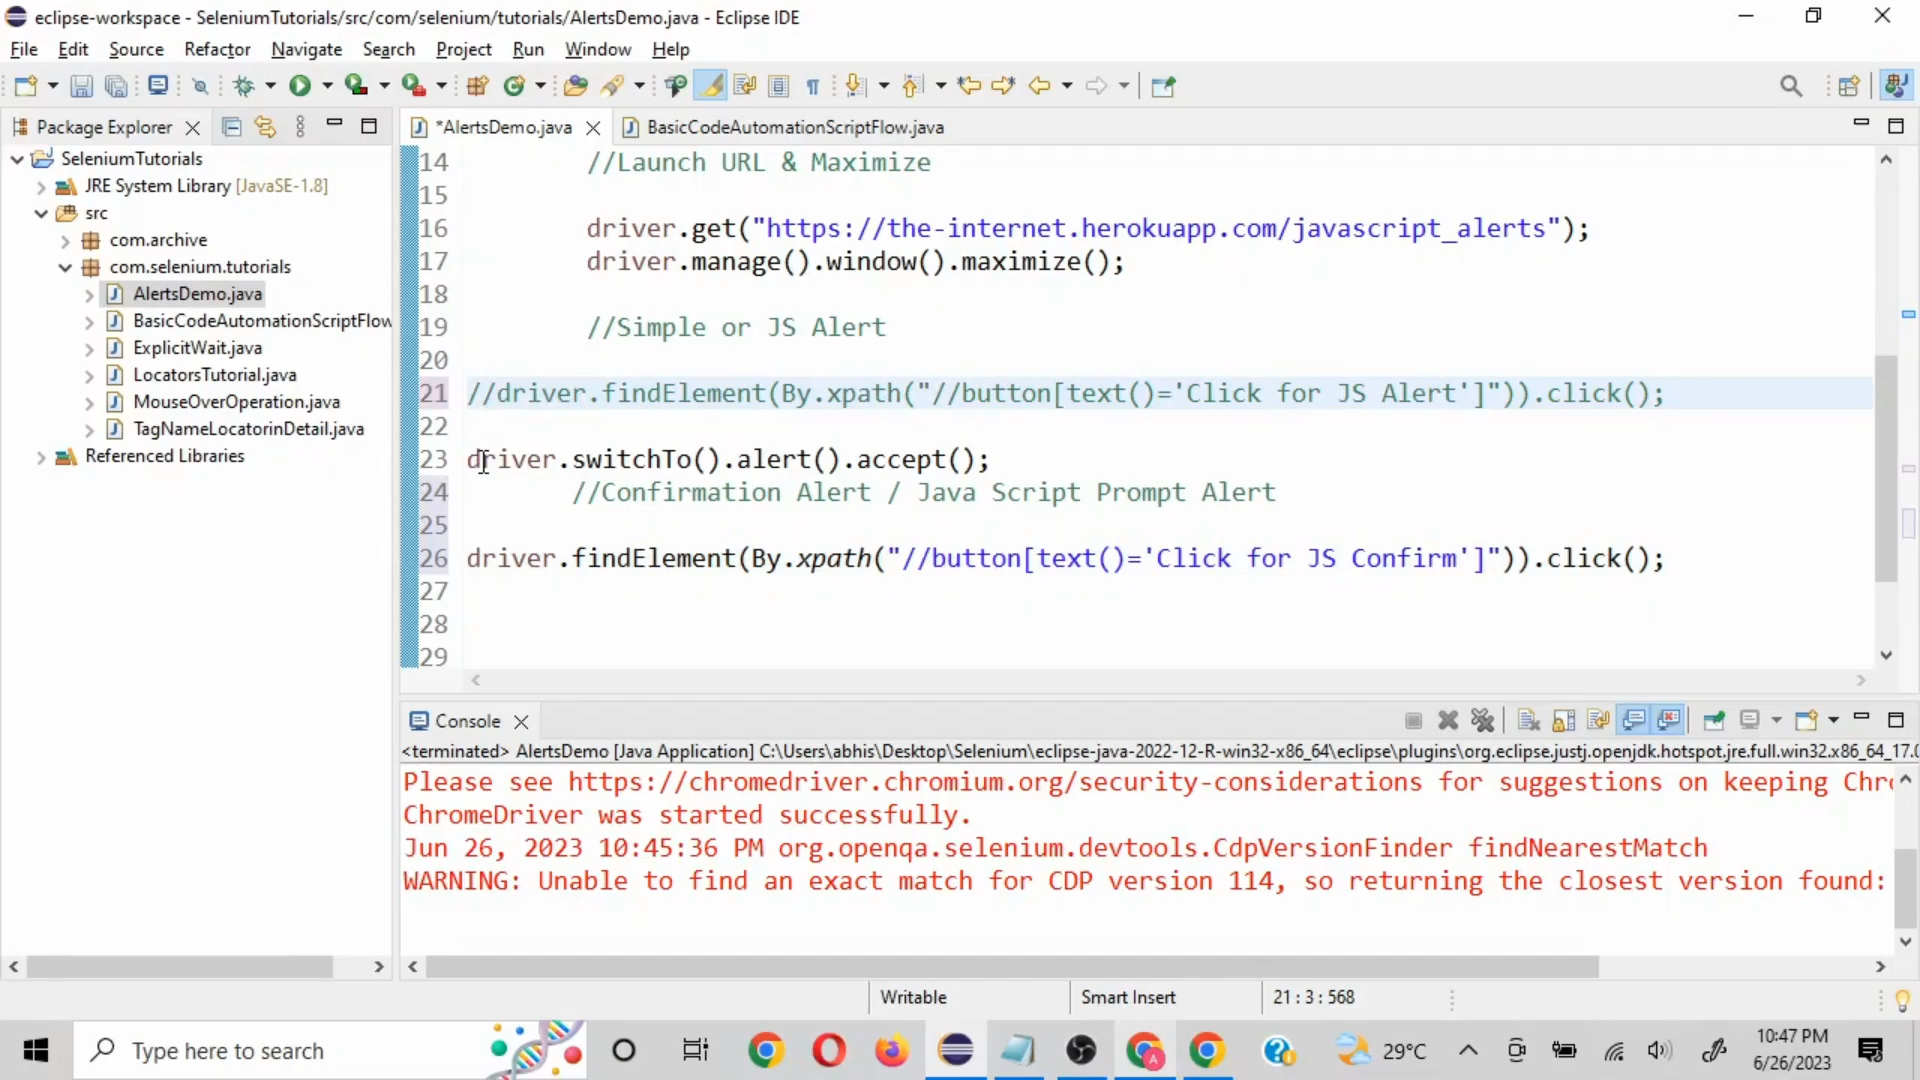 eclipse-workspace - SeleniumTutorials/src/com/selenium/tutorials/AlertsDemo.java - Eclipse IDE
File Edit Source Refactor Navigate Search Project Run Window Help
Package Explorer
*AlertsDemo.java
BasicCodeAutomationScriptFlow.java
SeleniumTutorials
JRE System Library [JavaSE-1.8]
src
com.archive
com.selenium.tutorials
AlertsDemo.java
BasicCodeAutomationScriptFlow
ExplicitWait.java
LocatorsTutorial.java
MouseOverOperation.java
TagNameLocatorinDetail.java
Referenced Libraries
14 //Launch URL & Maximize
15
16 driver.get("https://the-internet.herokuapp.com/javascript_alerts");
17 driver.manage().window().maximize();
18
19 //Simple or JS Alert
20
21 //driver.findElement(By.xpath("//button[text()='Click for JS Alert']")).click();
22
23 driver.switchTo().alert().accept();
24 //Confirmation Alert / Java Script Prompt Alert
25
26 driver.findElement(By.xpath("//button[text()='Click for JS Confirm']")).click();
27
28
29
Console
<terminated> AlertsDemo [Java Application] C:\Users\abhis\Desktop\Selenium\eclipse-java-2022-12-R-win32-x86_64\eclipse\plugins\org.eclipse.justj.openjdk.hotspot.jre.full.win32.x86_64_17.0
Please see https://chromedriver.chromium.org/security-considerations for suggestions on keeping Chr
ChromeDriver was started successfully.
Jun 26, 2023 10:45:36 PM org.openqa.selenium.devtools.CdpVersionFinder findNearestMatch
WARNING: Unable to find an exact match for CDP version 114, so returning the closest version found:
Writable
Smart Insert
21 : 3 : 568
Type here to search
29°C
10:47 PM
6/26/2023